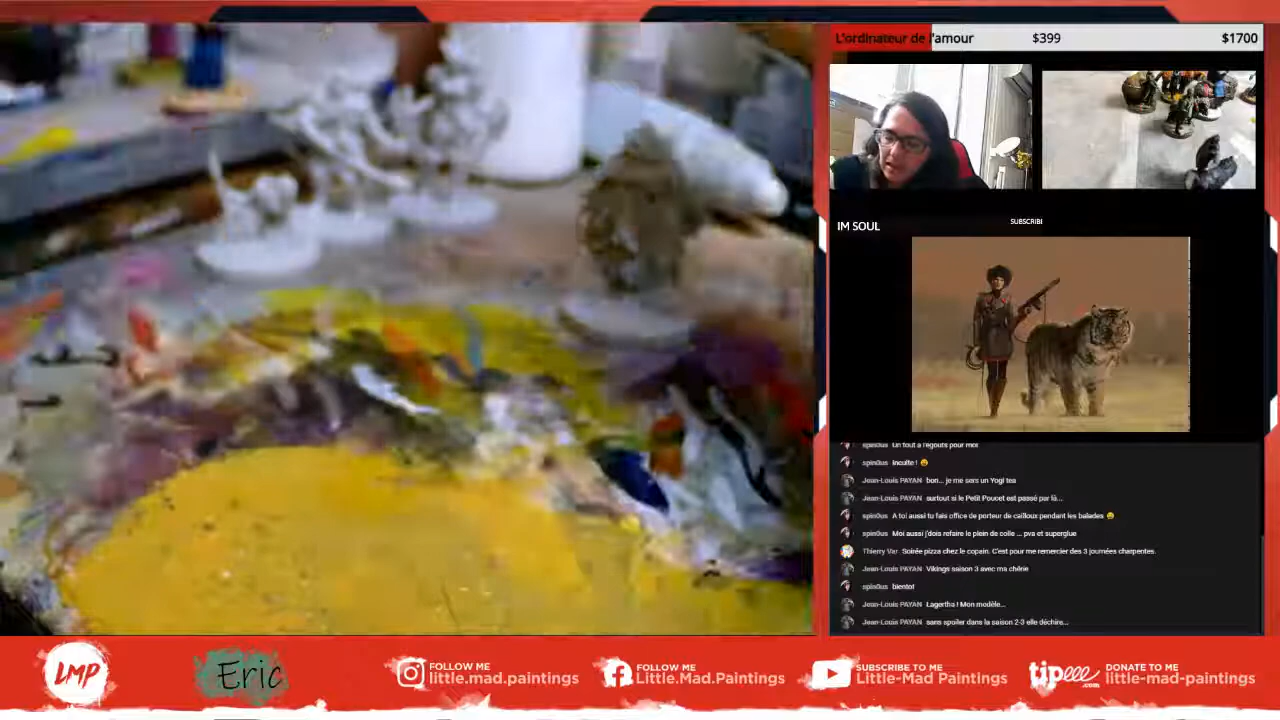 L'ordinateur de l'amour $399 $1700
IM SOUL
SUBSCRIBI
spin0us Un tout à l'égouts pour moi
spin0us Inculte !
Jean-Louis PAYAN bon... je me sers un Yogi tea
Jean-Louis PAYAN surtout si le Petit Poucet est passé par là...
spin0us A toi aussi tu fais office de porteur de cailloux pendant les balades
spin0us Moi aussi j'dois refaire le plein de colle ... pva et superglue
Thierry Var Soirée pizza chez le copain. C'est pour me remercier des 3 journées charpentes.
Jean-Louis PAYAN Vikings saison 3 avec ma chérie
spin0us bientot
Jean-Louis PAYAN Lagertha ! Mon modèle...
Jean-Louis PAYAN sans spoiler dans la saison 2-3 elle déchire...
LMP
Eric
FOLLOW ME
little.mad.paintings
FOLLOW ME
Little.Mad.Paintings
SUBSCRIBE TO ME
Little-Mad Paintings
tipeee.com
DONATE TO ME
little-mad-paintings